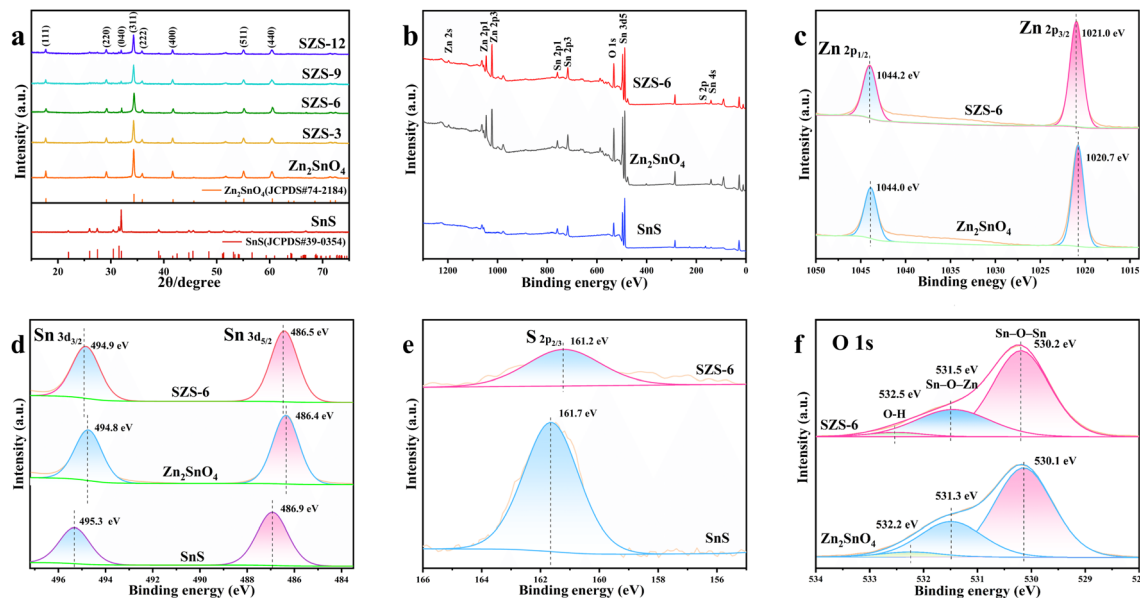 a
(111)
(220)
(040)
(311)
(222)
(400)
(511)
(440)
SZS-12
SZS-9
SZS-6
SZS-3
Zn2SnO4
Zn2SnO4(JCPDS#74-2184)
SnS
SnS(JCPDS#39-0354)
Intensity (a.u.)
20 30 40 50 60 70
2θ/degree
b
Zn 2s
Zn 2p1
Zn 2p3
Sn 2p1
Sn 2p3
O 1s
Sn 3d5
S 2p
Sn 4s
SZS-6
Zn2SnO4
SnS
Intensity (a.u.)
1200 1000 800 600 400 200 0
Binding energy (eV)
c
Zn 2p1/2
Zn 2p3/2
1044.2 eV
1021.0 eV
SZS-6
1044.0 eV
1020.7 eV
Zn2SnO4
Intensity (a.u.)
1050 1045 1040 1035 1030 1025 1020 1015
Binding engegy (eV)
d
Sn 3d3/2
Sn 3d5/2
494.9 eV
486.5 eV
SZS-6
494.8 eV
486.4 eV
Zn2SnO4
495.3 eV
486.9 eV
SnS
Intensity (a.u.)
496 494 492 490 488 486 484
Binding energy (eV)
e
S 2p2/3
161.2 eV
SZS-6
161.7 eV
SnS
Intensity (a.u.)
166 164 162 160 158 156
Binding energy (eV)
f
O 1s
Sn–O–Sn
530.2 eV
531.5 eV
Sn–O–Zn
532.5 eV
O-H
SZS-6
530.1 eV
531.3 eV
532.2 eV
Zn2SnO4
Intensity (a.u.)
534 533 532 531 530 529 52
Binding energy (eV)